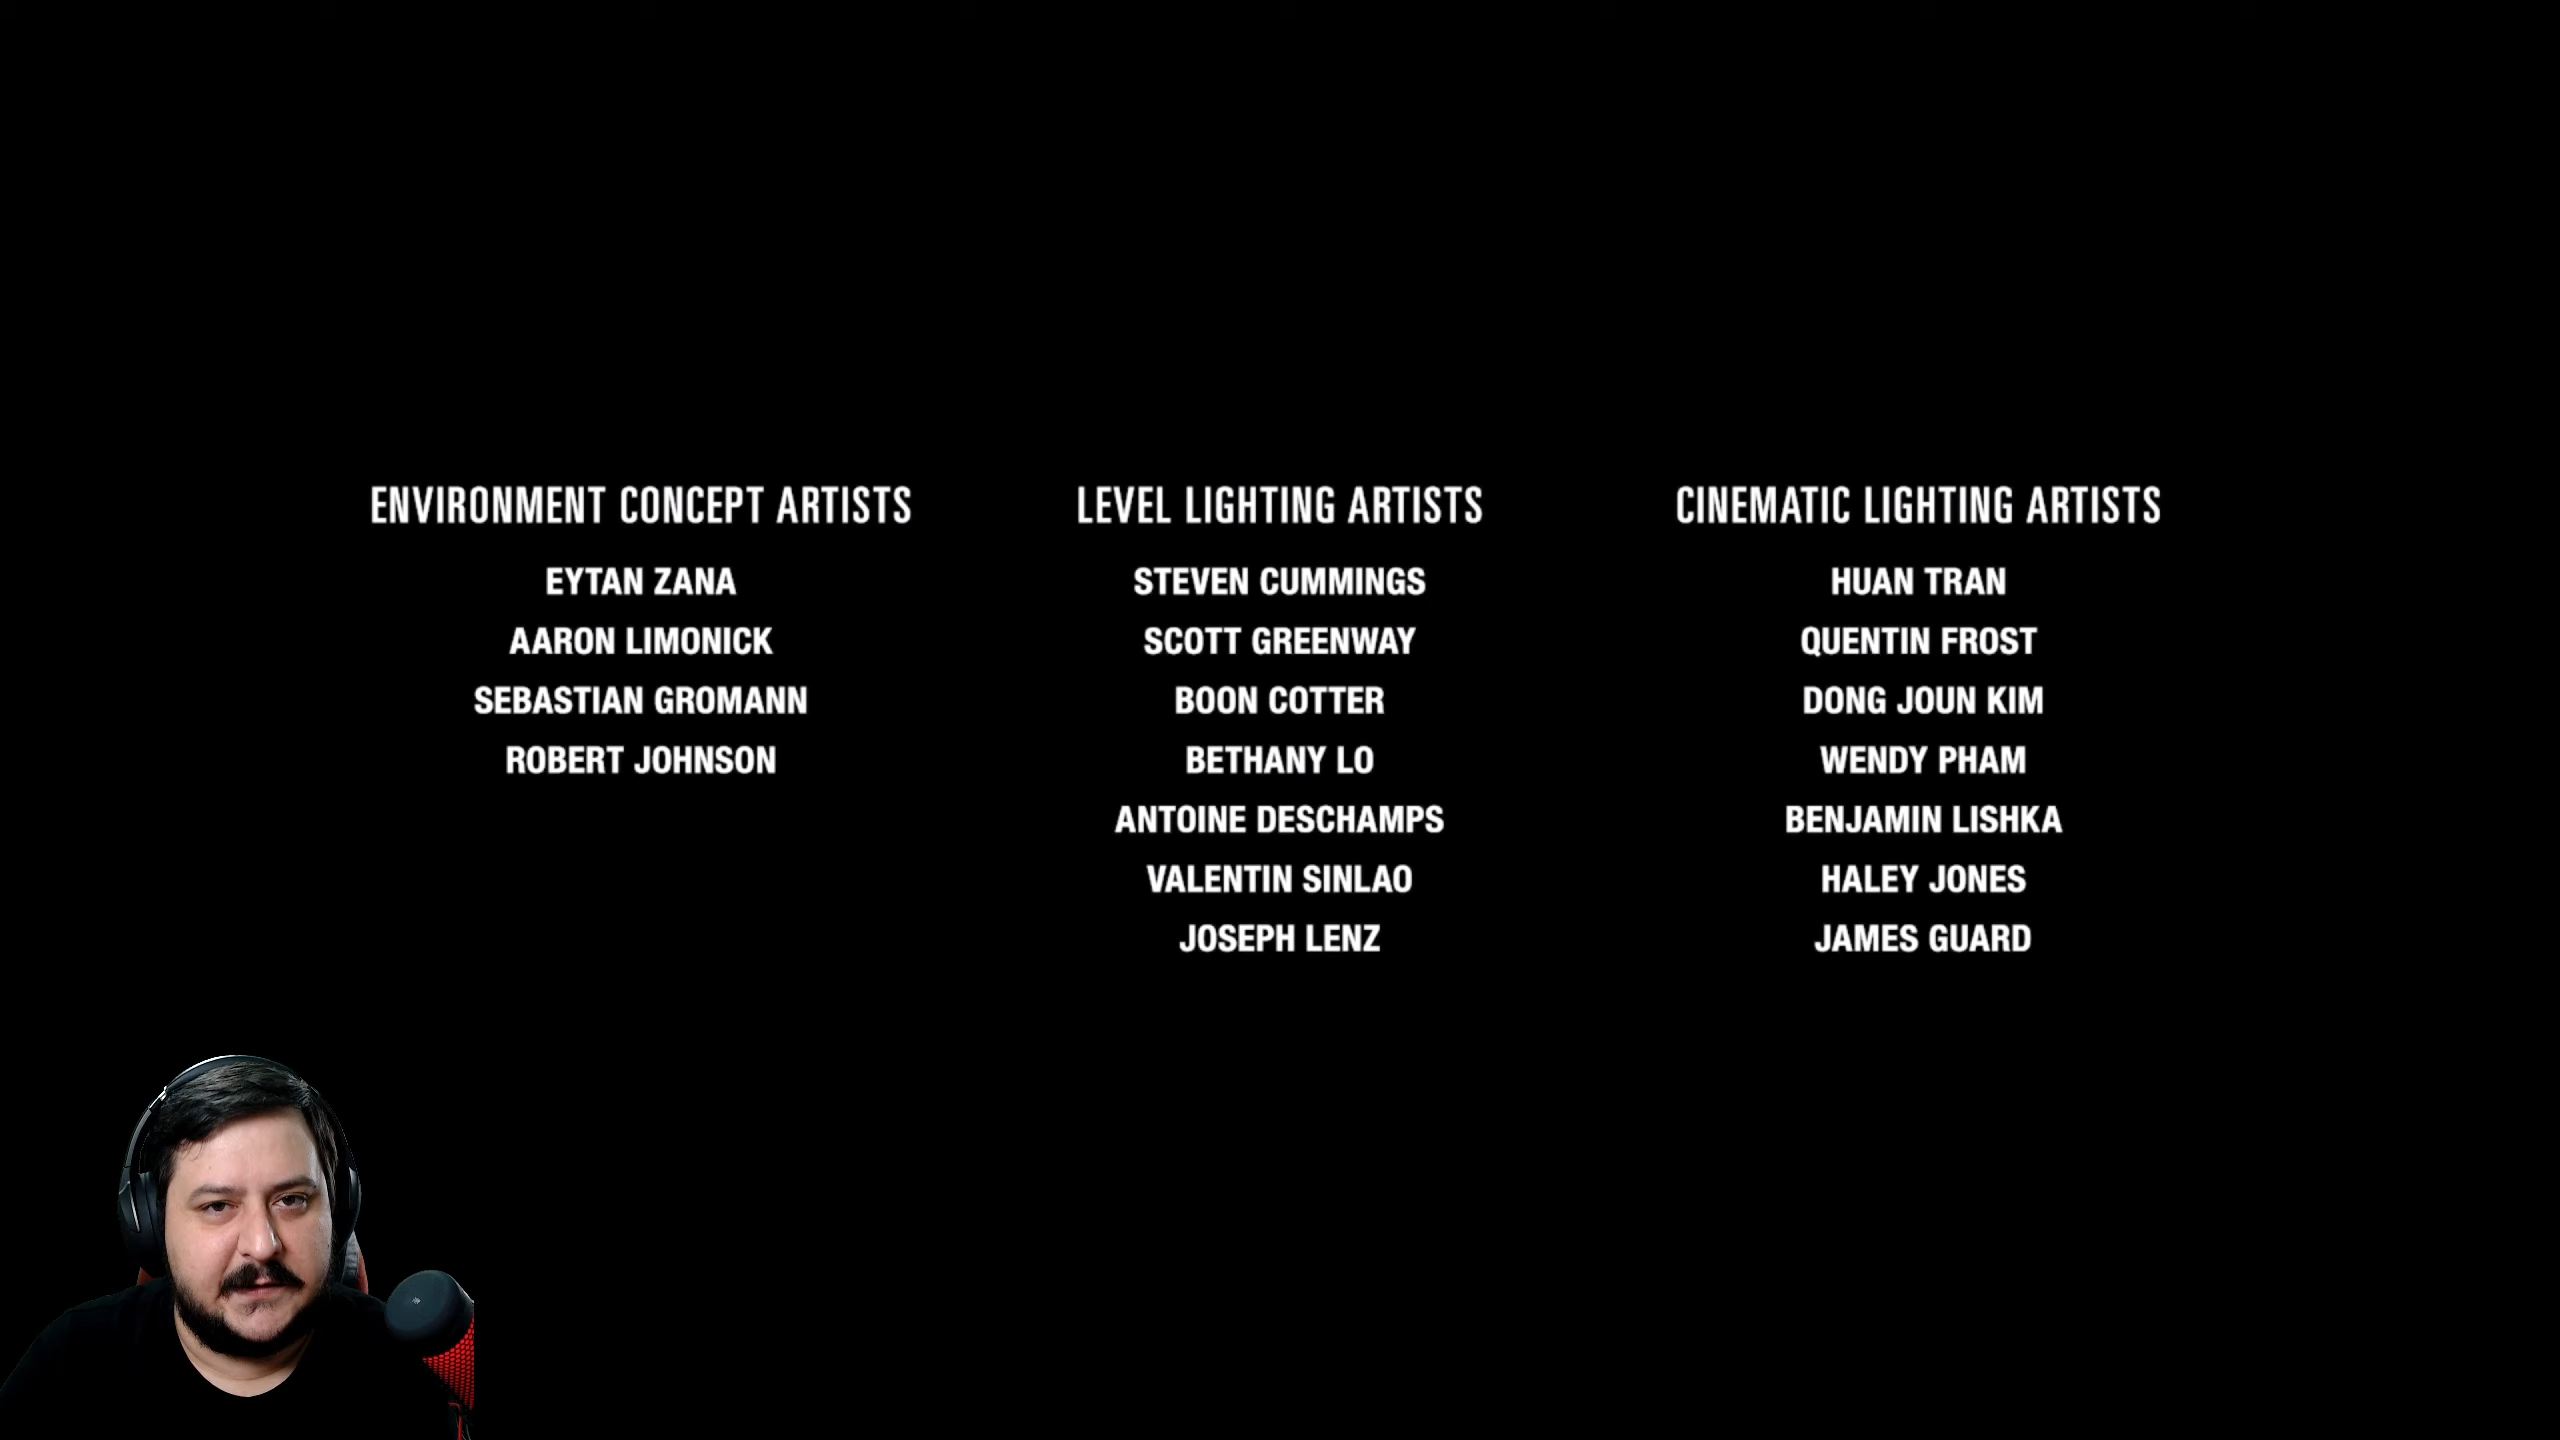 ENVIRONMENT CONCEPT ARTISTS
EYTAN ZANA
AARON LIMONICK
SEBASTIAN GROMANN
ROBERT JOHNSON
LEVEL LIGHTING ARTISTS
STEVEN CUMMINGS
SCOTT GREENWAY
BOON COTTER
BETHANY LO
ANTOINE DESCHAMPS
VALENTIN SINLAO
JOSEPH LENZ
CINEMATIC LIGHTING ARTISTS
HUAN TRAN
QUENTIN FROST
DONG JOUN KIM
WENDY PHAM
BENJAMIN LISHKA
HALEY JONES
JAMES GUARD